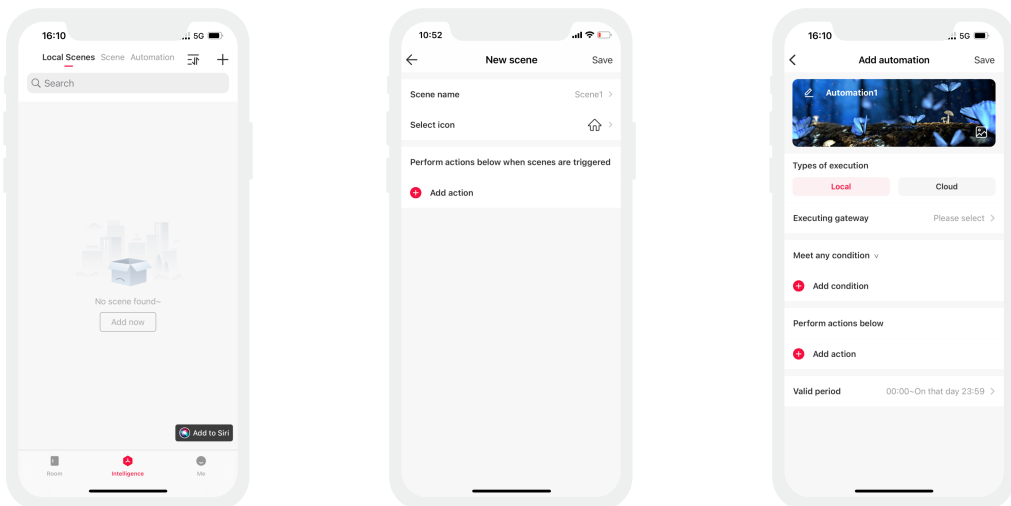 16:10 5G
Local Scenes Scene Automation
Search
No scene found~
Add now
Add to Siri
Room Intelligence Me
10:52
New scene Save
Scene name Scene1
Select icon
Perform actions below when scenes are triggered
Add action
16:10 5G
Add automation Save
Automation1
Types of execution
Local Cloud
Executing gateway Please select
Meet any condition
Add condition
Perform actions below
Add action
Valid period 00:00~On that day 23:59